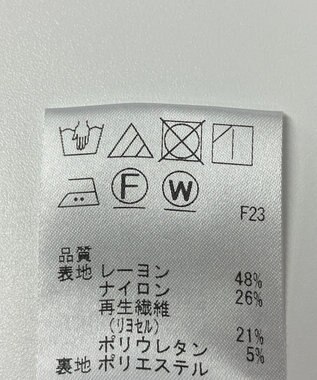 F W
F23
品質
表地 レーヨン 48%
ナイロン 26%
再生繊維
(リヨセル) 21%
ポリウレタン 5%
裏地 ポリエステル